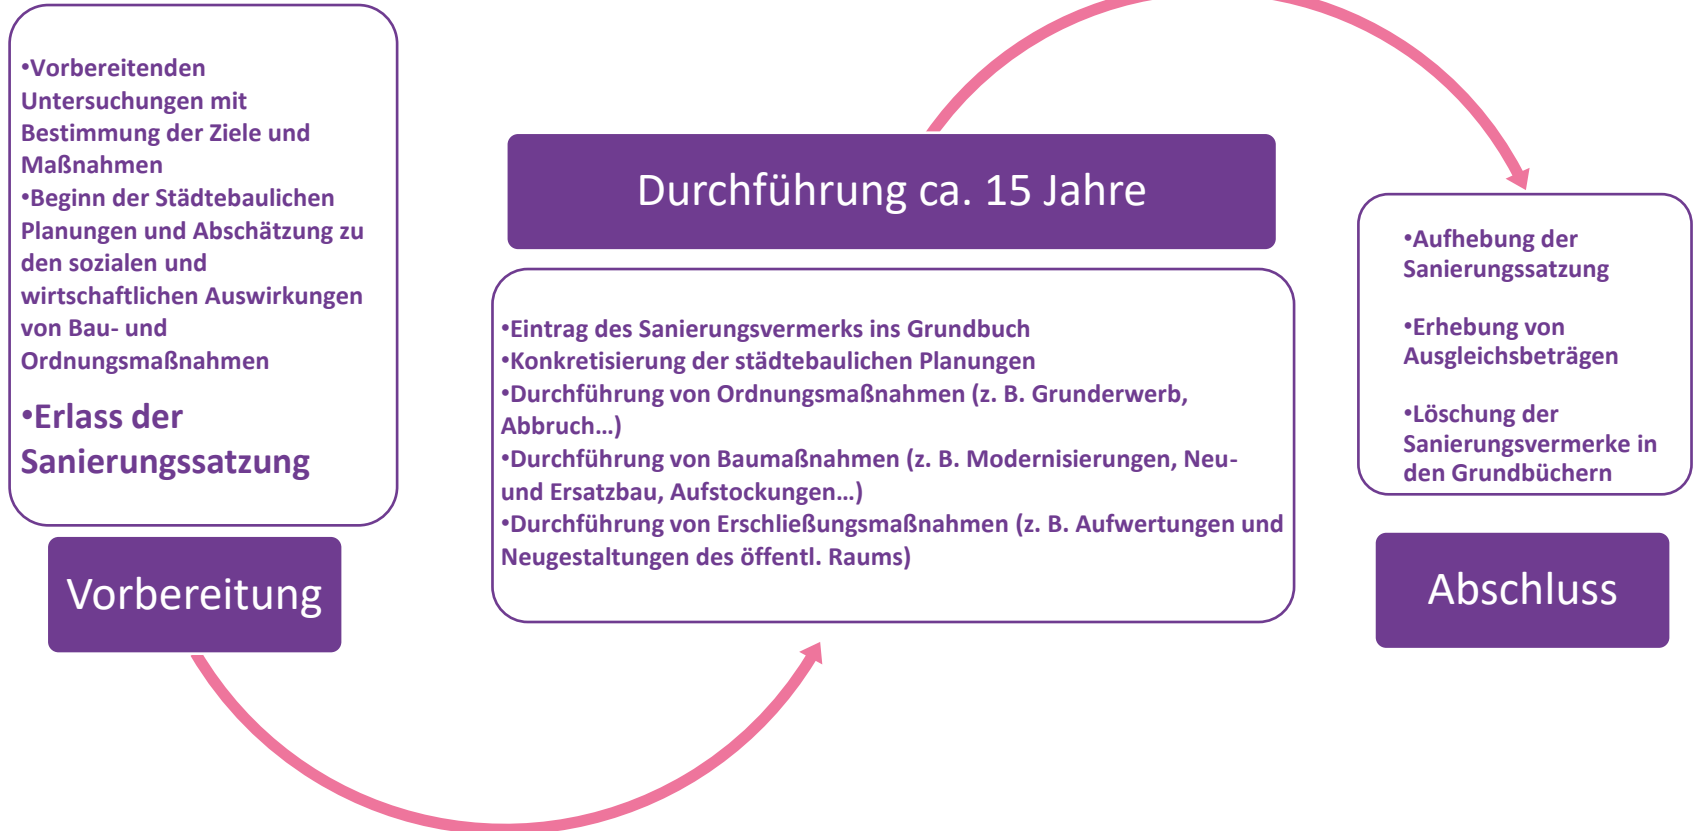 •Vorbereitenden
Untersuchungen mit
Bestimmung der Ziele und
Maßnahmen
•Beginn der Städtebaulichen
Planungen und Abschätzung zu
den sozialen und
wirtschaftlichen Auswirkungen
von Bau- und
Ordnungsmaßnahmen
•Erlass der
Sanierungssatzung
Vorbereitung
Durchführung ca. 15 Jahre
•Eintrag des Sanierungsvermerks ins Grundbuch
•Konkretisierung der städtebaulichen Planungen
•Durchführung von Ordnungsmaßnahmen (z. B. Grunderwerb,
Abbruch…)
•Durchführung von Baumaßnahmen (z. B. Modernisierungen, Neu-
und Ersatzbau, Aufstockungen…)
•Durchführung von Erschließungsmaßnahmen (z. B. Aufwertungen und
Neugestaltungen des öffentl. Raums)
•Aufhebung der
Sanierungssatzung
•Erhebung von
Ausgleichsbeträgen
•Löschung der
Sanierungsvermerke in
den Grundbüchern
Abschluss